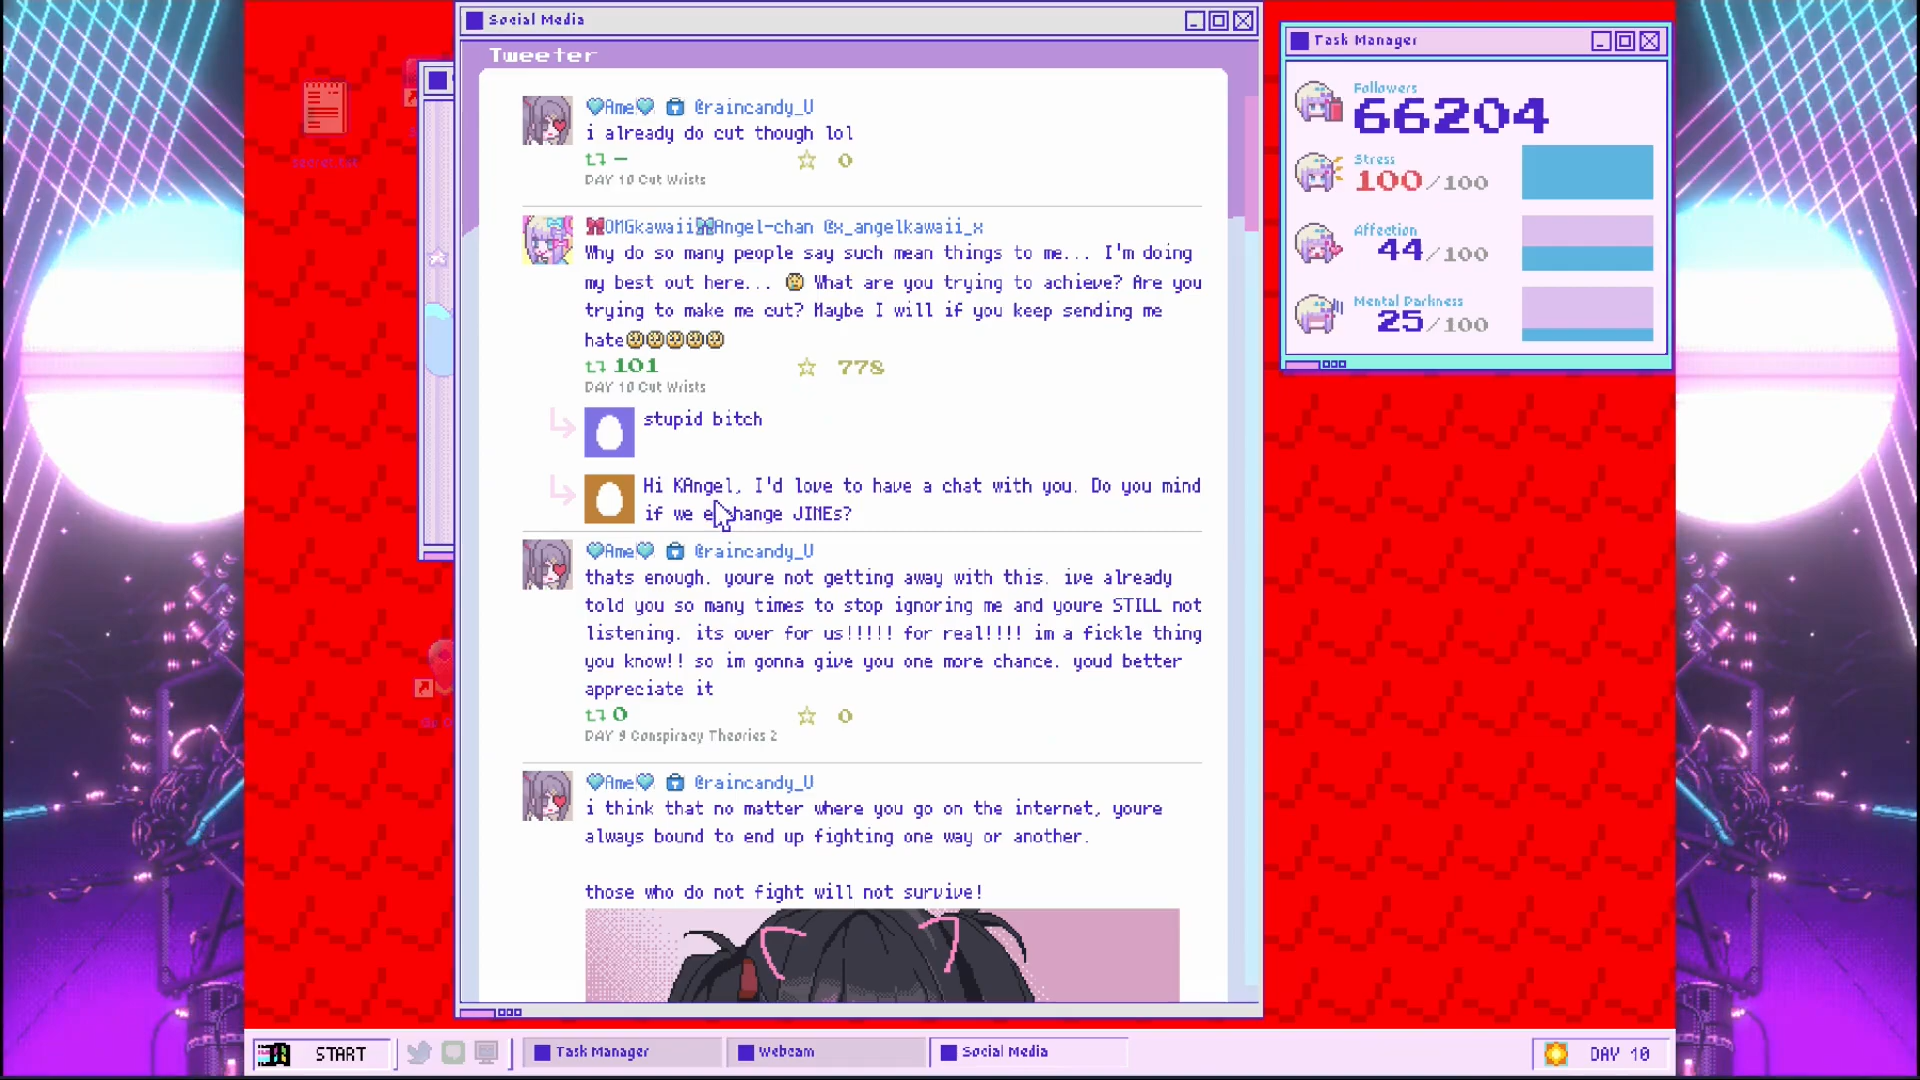 Social Media
Tweeter
Ame @raincandy_U
i already do cut though lol
— 0
DAY 10 Cut Wrists
OMGkawaiiAngel-chan @x_angelkawaii_x
Why do so many people say such mean things to me... I'm doing
my best out here... What are you trying to achieve? Are you
trying to make me cut? Maybe I will if you keep sending me
hate
101 778
DAY 10 Cut Wrists
stupid bitch
Hi KAngel, I'd love to have a chat with you. Do you mind
if we exchange JINEs?
Ame @raincandy_U
thats enough. youre not getting away with this. ive already
told you so many times to stop ignoring me and youre STILL not
listening. its over for us!!!!! for real!!!! im a fickle thing
you know!! so im gonna give you one more chance. youd better
appreciate it
0 0
DAY 9 Conspiracy Theories 2
Ame @raincandy_U
i think that no matter where you go on the internet, youre
always bound to end up fighting one way or another.
those who do not fight will not survive!
Task Manager
Followers
66204
Stress
100/100
Affection
44/100
Mental Darkness
25/100
secret.txt
START
Task Manager
Webcam
Social Media
DAY 10